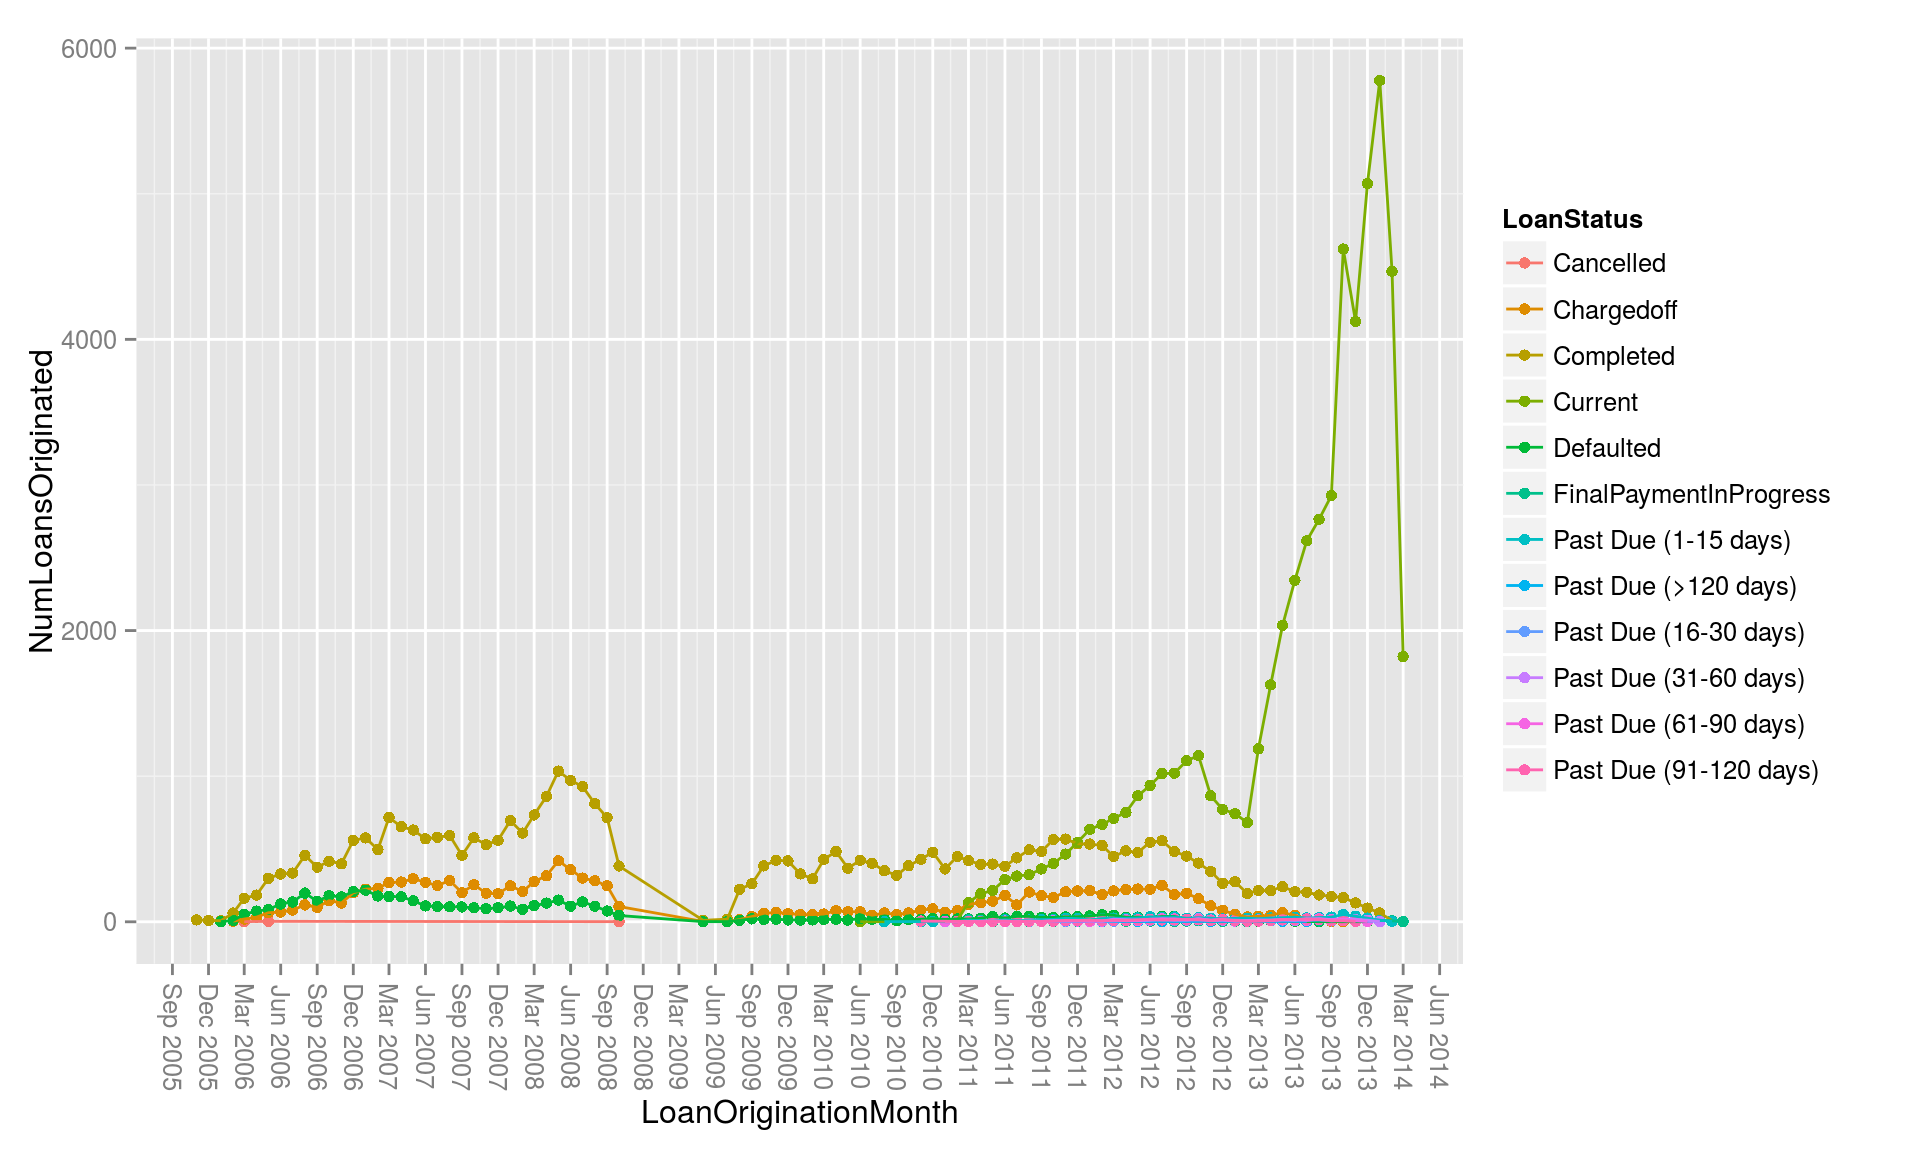 6000
4000
2000
0
NumLoansOriginated
Sep 2005
Dec 2005
Mar 2006
Jun 2006
Sep 2006
Dec 2006
Mar 2007
Jun 2007
Sep 2007
Dec 2007
Mar 2008
Jun 2008
Sep 2008
Dec 2008
Mar 2009
Jun 2009
Sep 2009
Dec 2009
Mar 2010
Jun 2010
Sep 2010
Dec 2010
Mar 2011
Jun 2011
Sep 2011
Dec 2011
Mar 2012
Jun 2012
Sep 2012
Dec 2012
Mar 2013
Jun 2013
Sep 2013
Dec 2013
Mar 2014
Jun 2014
LoanOriginationMonth
LoanStatus
Cancelled
Chargedoff
Completed
Current
Defaulted
FinalPaymentInProgress
Past Due (1-15 days)
Past Due (>120 days)
Past Due (16-30 days)
Past Due (31-60 days)
Past Due (61-90 days)
Past Due (91-120 days)